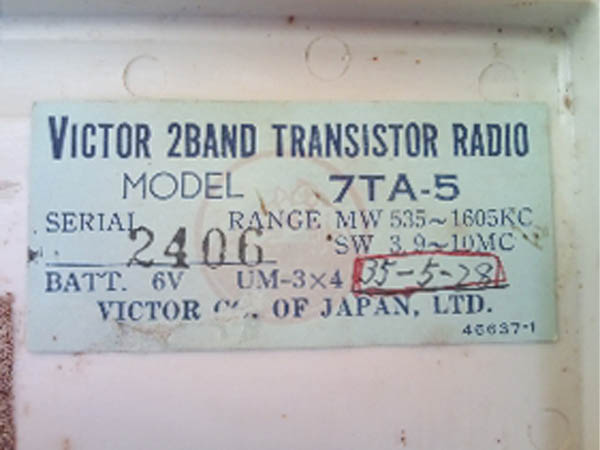 VICTOR 2BAND TRANSISTOR RADIO
MODEL 7TA-5
SERIAL RANGE MW 535~1605KC
2406 SW 3.9~10MC
BATT. 6V UM-3×4 35-5-28
VICTOR CO. OF JAPAN, LTD.
46637-1